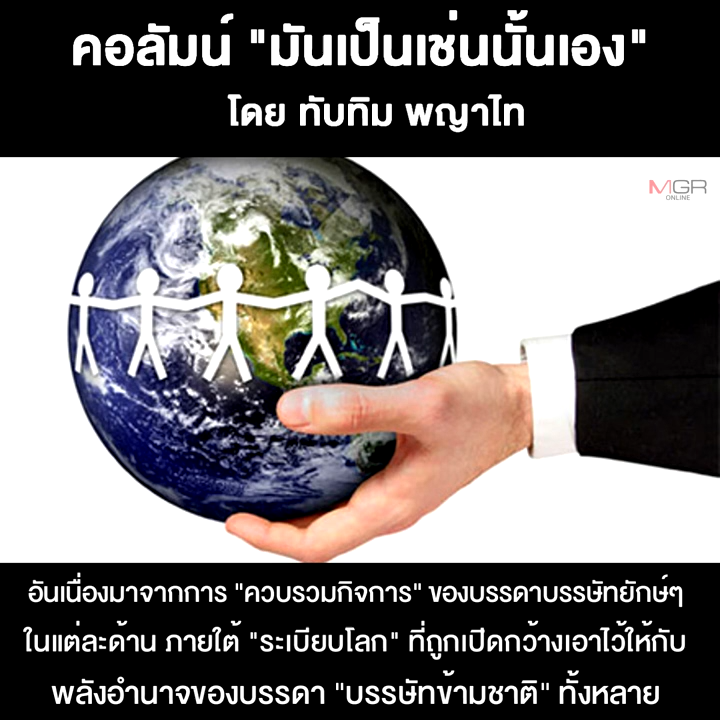 คอลัมน์ "มันเป็นเช่นนั้นเอง"
โดย ทับทิม พญาไท
MGR
ONLINE
อันเนื่องมาจากการ "ควบรวมกิจการ" ของบรรดาบรรษัทยักษ์ๆ
ในแต่ละด้าน ภายใต้ "ระเบียบโลก" ที่ถูกเปิดกว้างเอาไว้ให้กับ
พลังอำนาจของบรรดา "บรรษัทข้ามชาติ" ทั้งหลาย